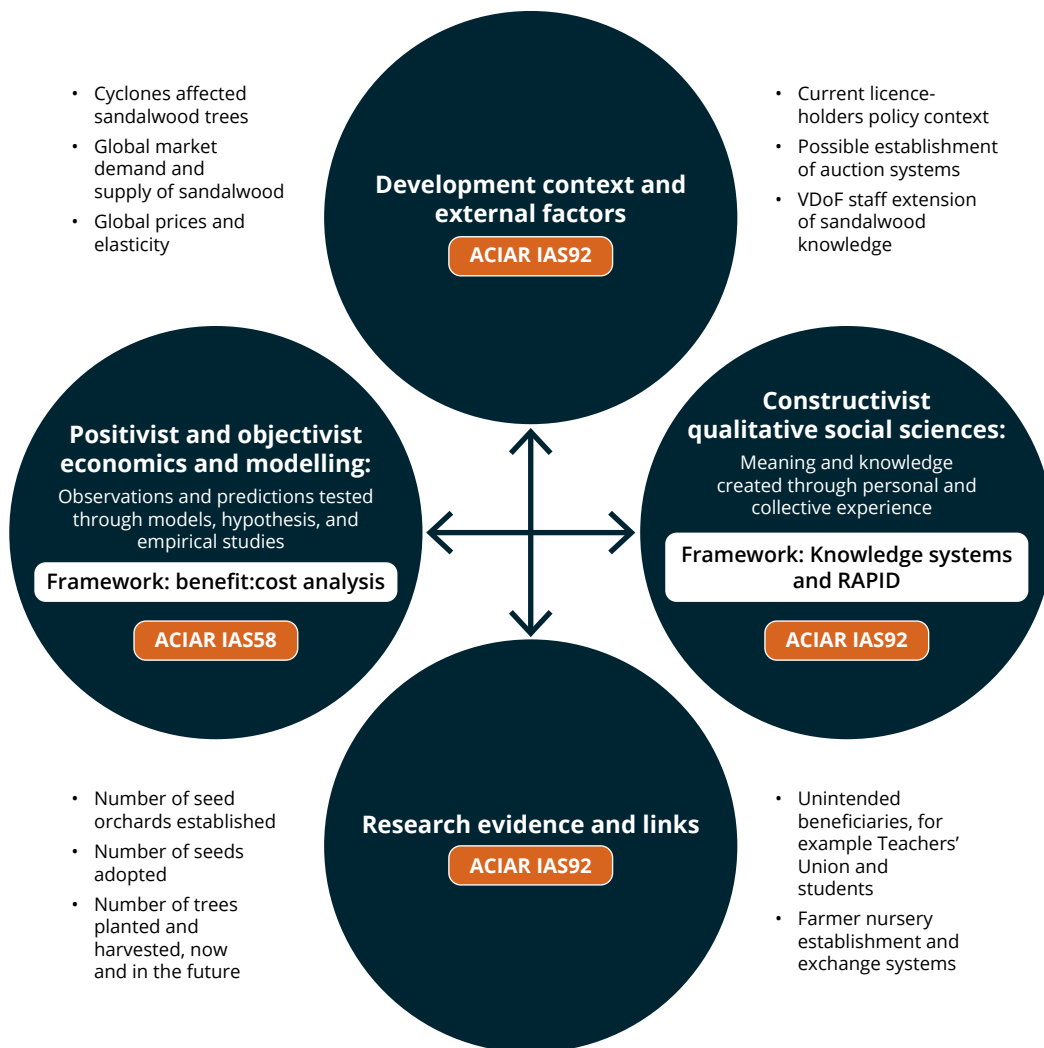 • Cyclones affected
sandalwood trees
• Global market
demand and
supply of sandalwood
• Global prices and
elasticity
Development context and
external factors
ACIAR IAS92
• Current licence-
holders policy context
• Possible establishment
of auction systems
• VDoF staff extension
of sandalwood
knowledge
Positivist and objectivist
economics and modelling:
Observations and predictions tested
through models, hypothesis, and
empirical studies
Framework: benefit:cost analysis
ACIAR IAS58
Constructivist
qualitative social sciences:
Meaning and knowledge
created through personal and
collective experience
Framework: Knowledge systems
and RAPID
ACIAR IAS92
• Number of seed
orchards established
• Number of seeds
adopted
• Number of trees
planted and
harvested, now
and in the future
Research evidence and links
ACIAR IAS92
• Unintended
beneficiaries, for
example Teachers’
Union and
students
• Farmer nursery
establishment and
exchange systems